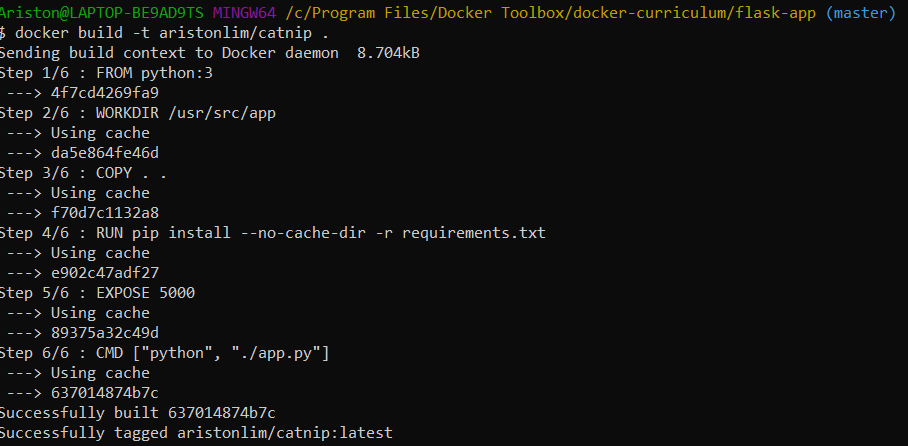 Ariston@LAPTOP-BE9AD9TS MINGW64 /c/Program Files/Docker Toolbox/docker-curriculum/flask-app (master)
$ docker build -t aristonlim/catnip .
Sending build context to Docker daemon  8.704kB
Step 1/6 : FROM python:3
 ---> 4f7cd4269fa9
Step 2/6 : WORKDIR /usr/src/app
 ---> Using cache
 ---> da5e864fe46d
Step 3/6 : COPY . .
 ---> Using cache
 ---> f70d7c1132a8
Step 4/6 : RUN pip install --no-cache-dir -r requirements.txt
 ---> Using cache
 ---> e902c47adf27
Step 5/6 : EXPOSE 5000
 ---> Using cache
 ---> 89375a32c49d
Step 6/6 : CMD ["python", "./app.py"]
 ---> Using cache
 ---> 637014874b7c
Successfully built 637014874b7c
Successfully tagged aristonlim/catnip:latest